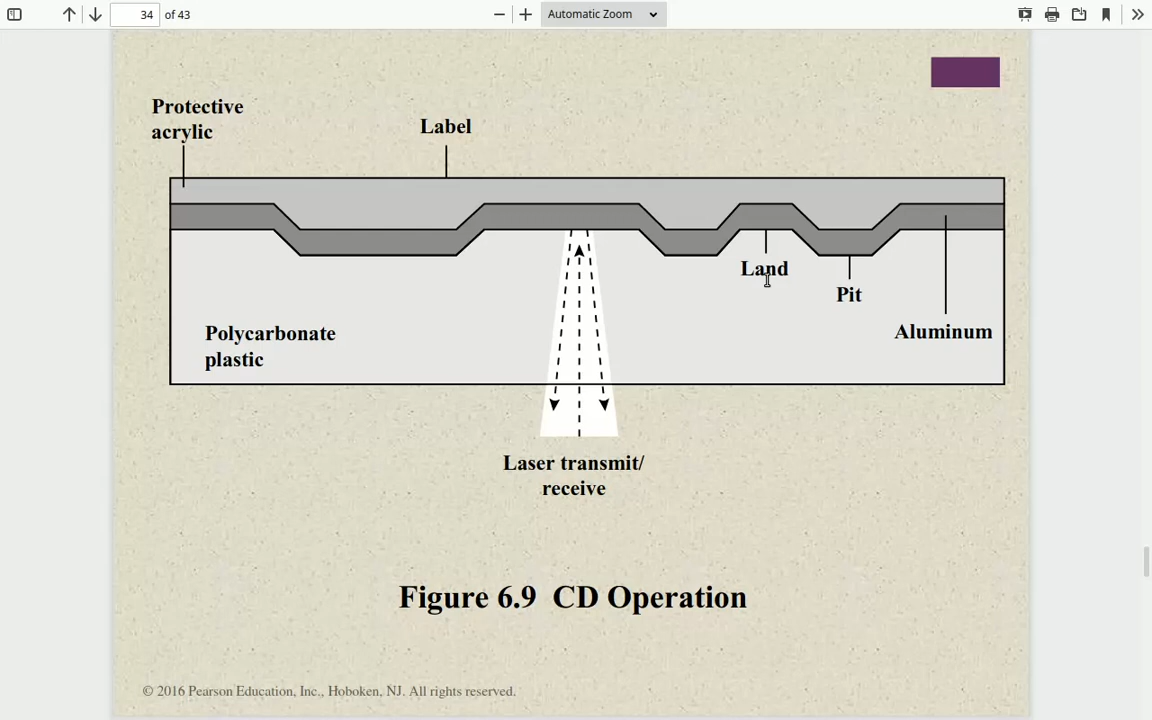 34 of 43
Automatic Zoom
Protective
acrylic
Label
Land
Pit
Polycarbonate
plastic
Aluminum
Laser transmit/
receive
Figure 6.9 CD Operation
© 2016 Pearson Education, Inc., Hoboken, NJ. All rights reserved.